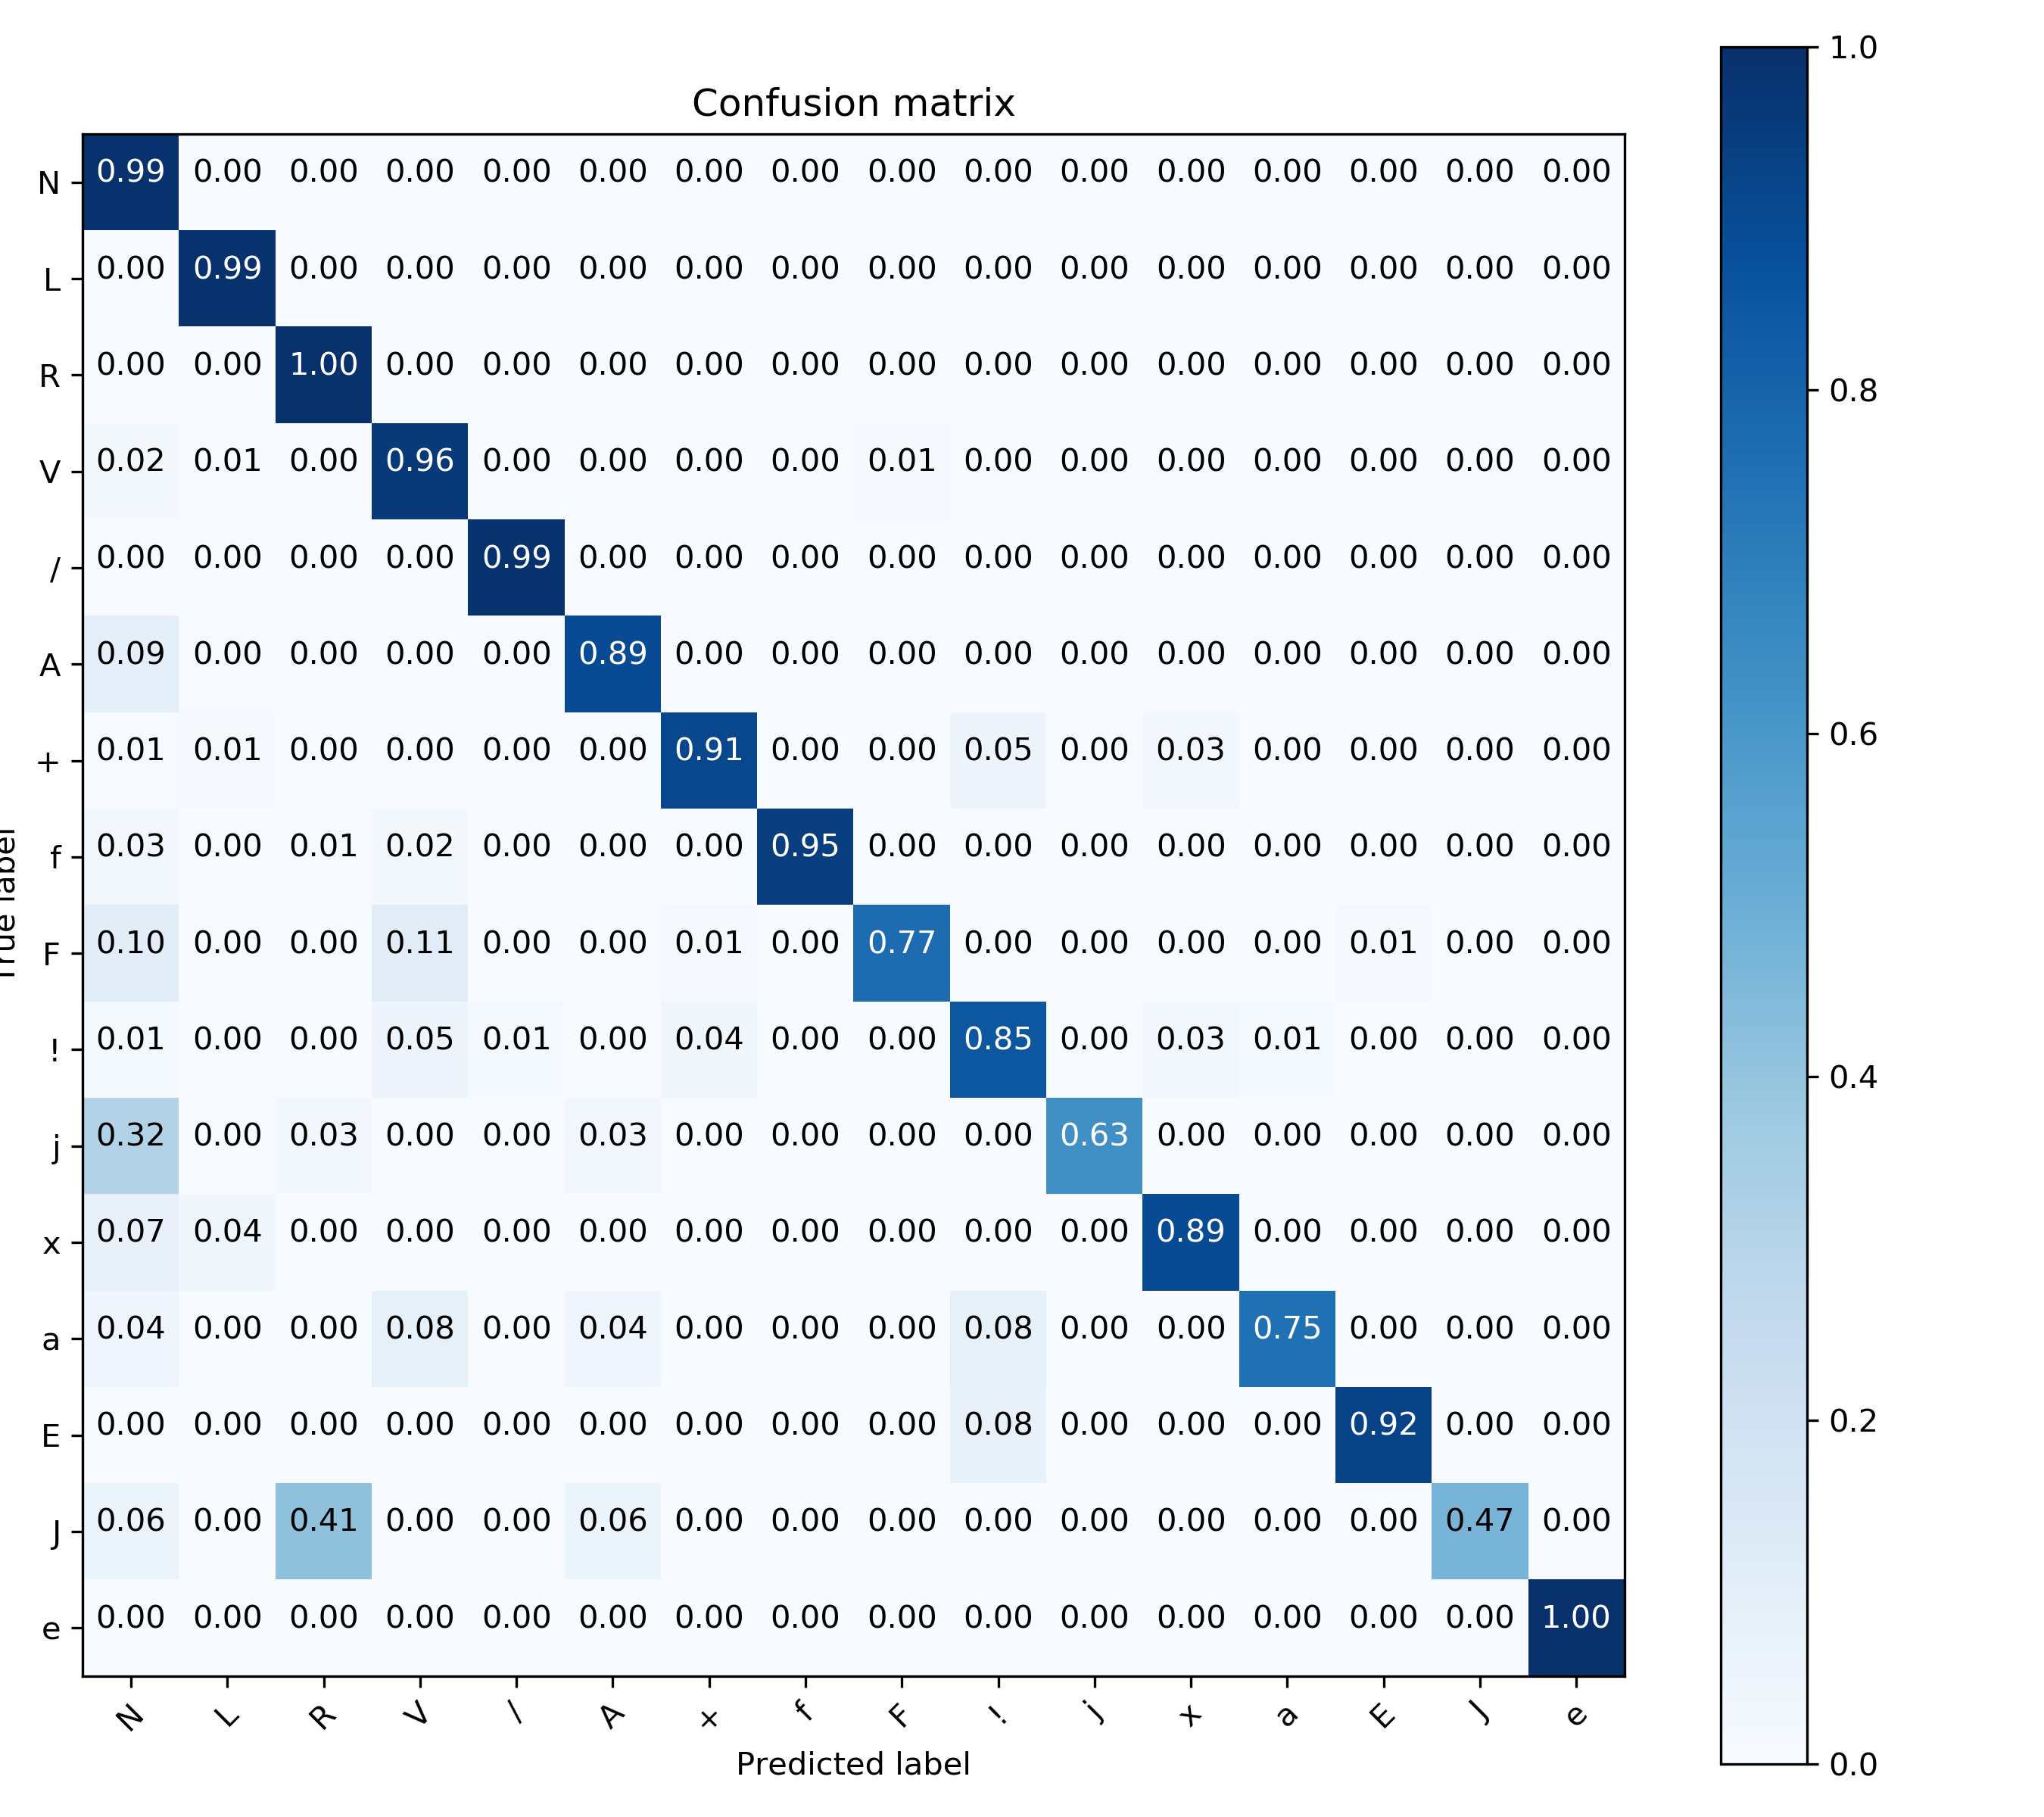 Confusion matrix
N 0.99 0.00 0.00 0.00 0.00 0.00 0.00 0.00 0.00 0.00 0.00 0.00 0.00 0.00 0.00 0.00
L 0.00 0.99 0.00 0.00 0.00 0.00 0.00 0.00 0.00 0.00 0.00 0.00 0.00 0.00 0.00 0.00
R 0.00 0.00 1.00 0.00 0.00 0.00 0.00 0.00 0.00 0.00 0.00 0.00 0.00 0.00 0.00 0.00
V 0.02 0.01 0.00 0.96 0.00 0.00 0.00 0.00 0.01 0.00 0.00 0.00 0.00 0.00 0.00 0.00
/ 0.00 0.00 0.00 0.00 0.99 0.00 0.00 0.00 0.00 0.00 0.00 0.00 0.00 0.00 0.00 0.00
A 0.09 0.00 0.00 0.00 0.00 0.89 0.00 0.00 0.00 0.00 0.00 0.00 0.00 0.00 0.00 0.00
+ 0.01 0.01 0.00 0.00 0.00 0.00 0.91 0.00 0.00 0.05 0.00 0.03 0.00 0.00 0.00 0.00
f 0.03 0.00 0.01 0.02 0.00 0.00 0.00 0.95 0.00 0.00 0.00 0.00 0.00 0.00 0.00 0.00
F 0.10 0.00 0.00 0.11 0.00 0.00 0.01 0.00 0.77 0.00 0.00 0.00 0.00 0.01 0.00 0.00
! 0.01 0.00 0.00 0.05 0.01 0.00 0.04 0.00 0.00 0.85 0.00 0.03 0.01 0.00 0.00 0.00
j 0.32 0.00 0.03 0.00 0.00 0.03 0.00 0.00 0.00 0.00 0.63 0.00 0.00 0.00 0.00 0.00
x 0.07 0.04 0.00 0.00 0.00 0.00 0.00 0.00 0.00 0.00 0.00 0.89 0.00 0.00 0.00 0.00
a 0.04 0.00 0.00 0.08 0.00 0.04 0.00 0.00 0.00 0.08 0.00 0.00 0.75 0.00 0.00 0.00
E 0.00 0.00 0.00 0.00 0.00 0.00 0.00 0.00 0.00 0.08 0.00 0.00 0.00 0.92 0.00 0.00
J 0.06 0.00 0.41 0.00 0.00 0.06 0.00 0.00 0.00 0.00 0.00 0.00 0.00 0.00 0.47 0.00
e 0.00 0.00 0.00 0.00 0.00 0.00 0.00 0.00 0.00 0.00 0.00 0.00 0.00 0.00 0.00 1.00
N L R V / A + f F ! j x a E J e
Predicted label
True label
1.0
0.8
0.6
0.4
0.2
0.0